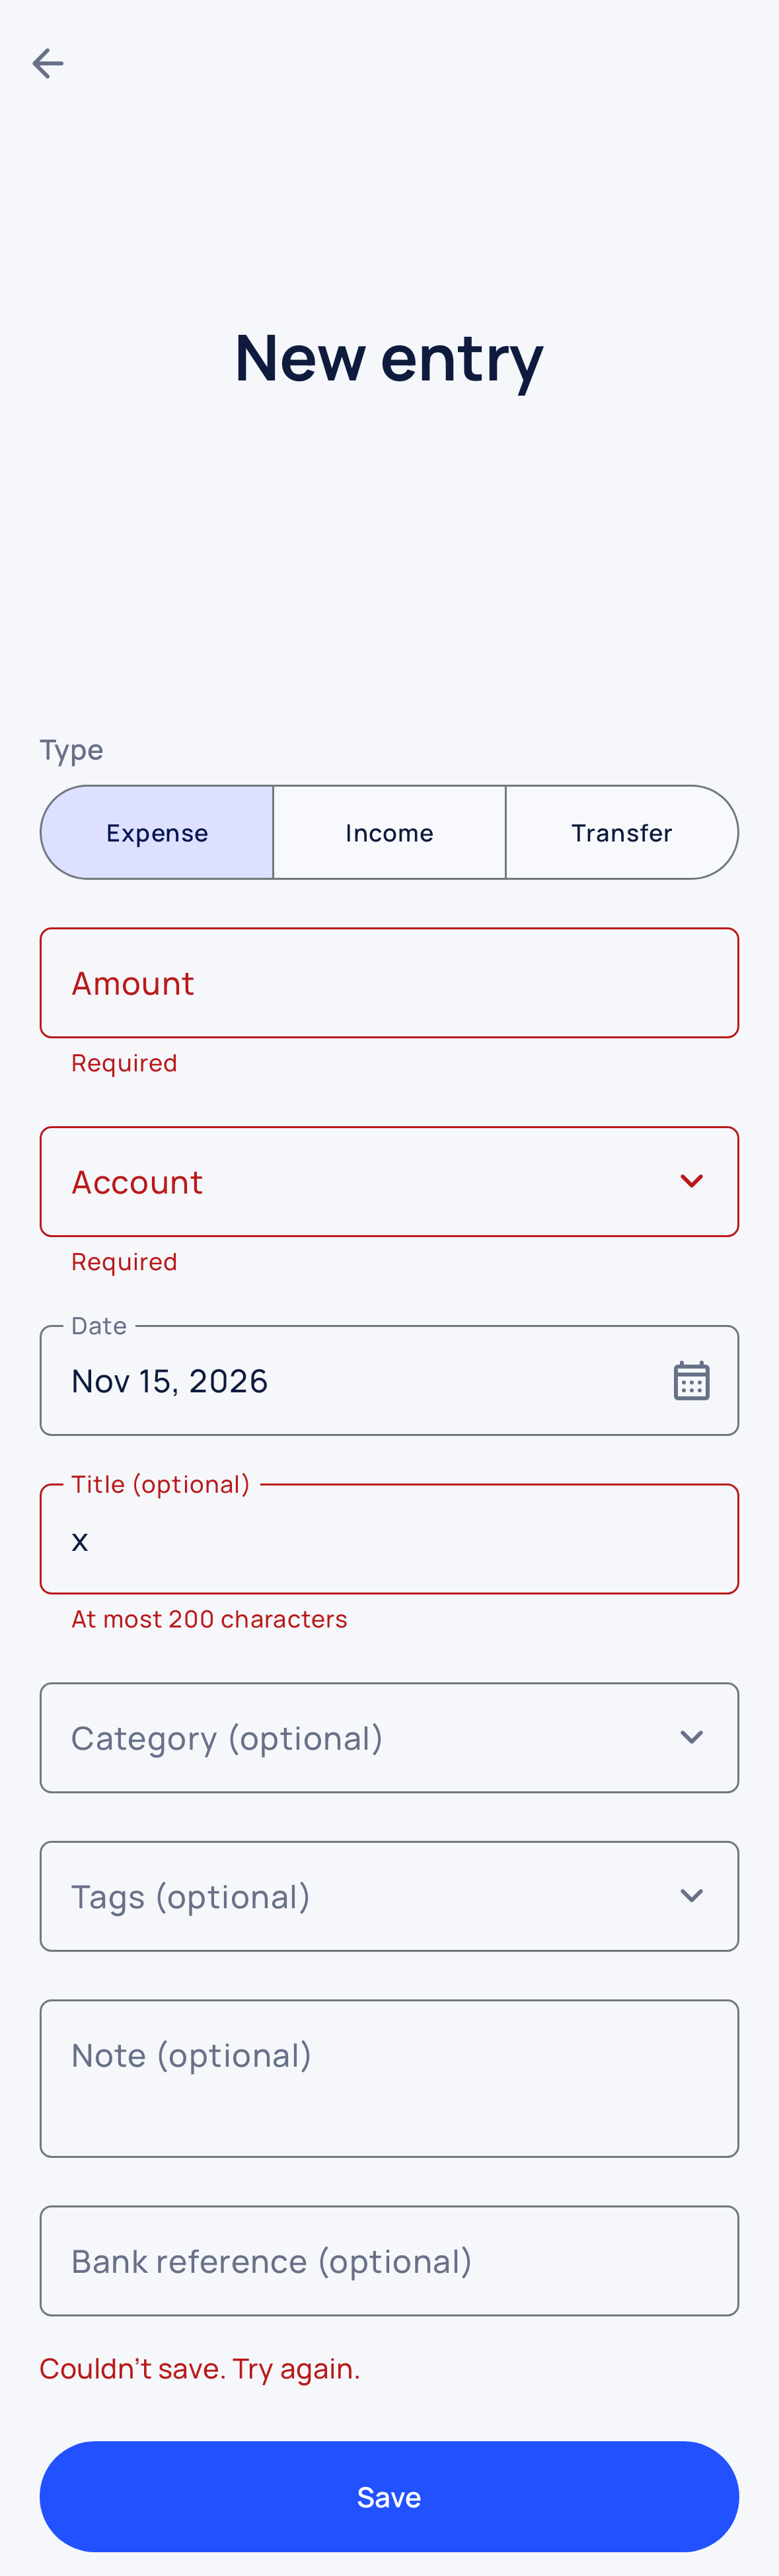 New entry
Type
Expense
Income
Transfer
Amount
Required
Account
Required
Date
Nov 15, 2026
Title (optional)
x
At most 200 characters
Category (optional)
Tags (optional)
Note (optional)
Bank reference (optional)
Couldn't save. Try again.
Save